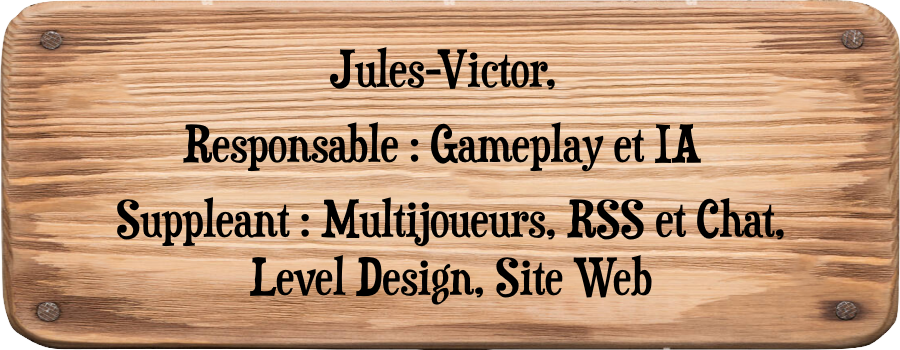 Jules-Victor,
Responsable : Gameplay et IA
Suppleant : Multijoueurs, RSS et Chat,
Level Design, Site Web